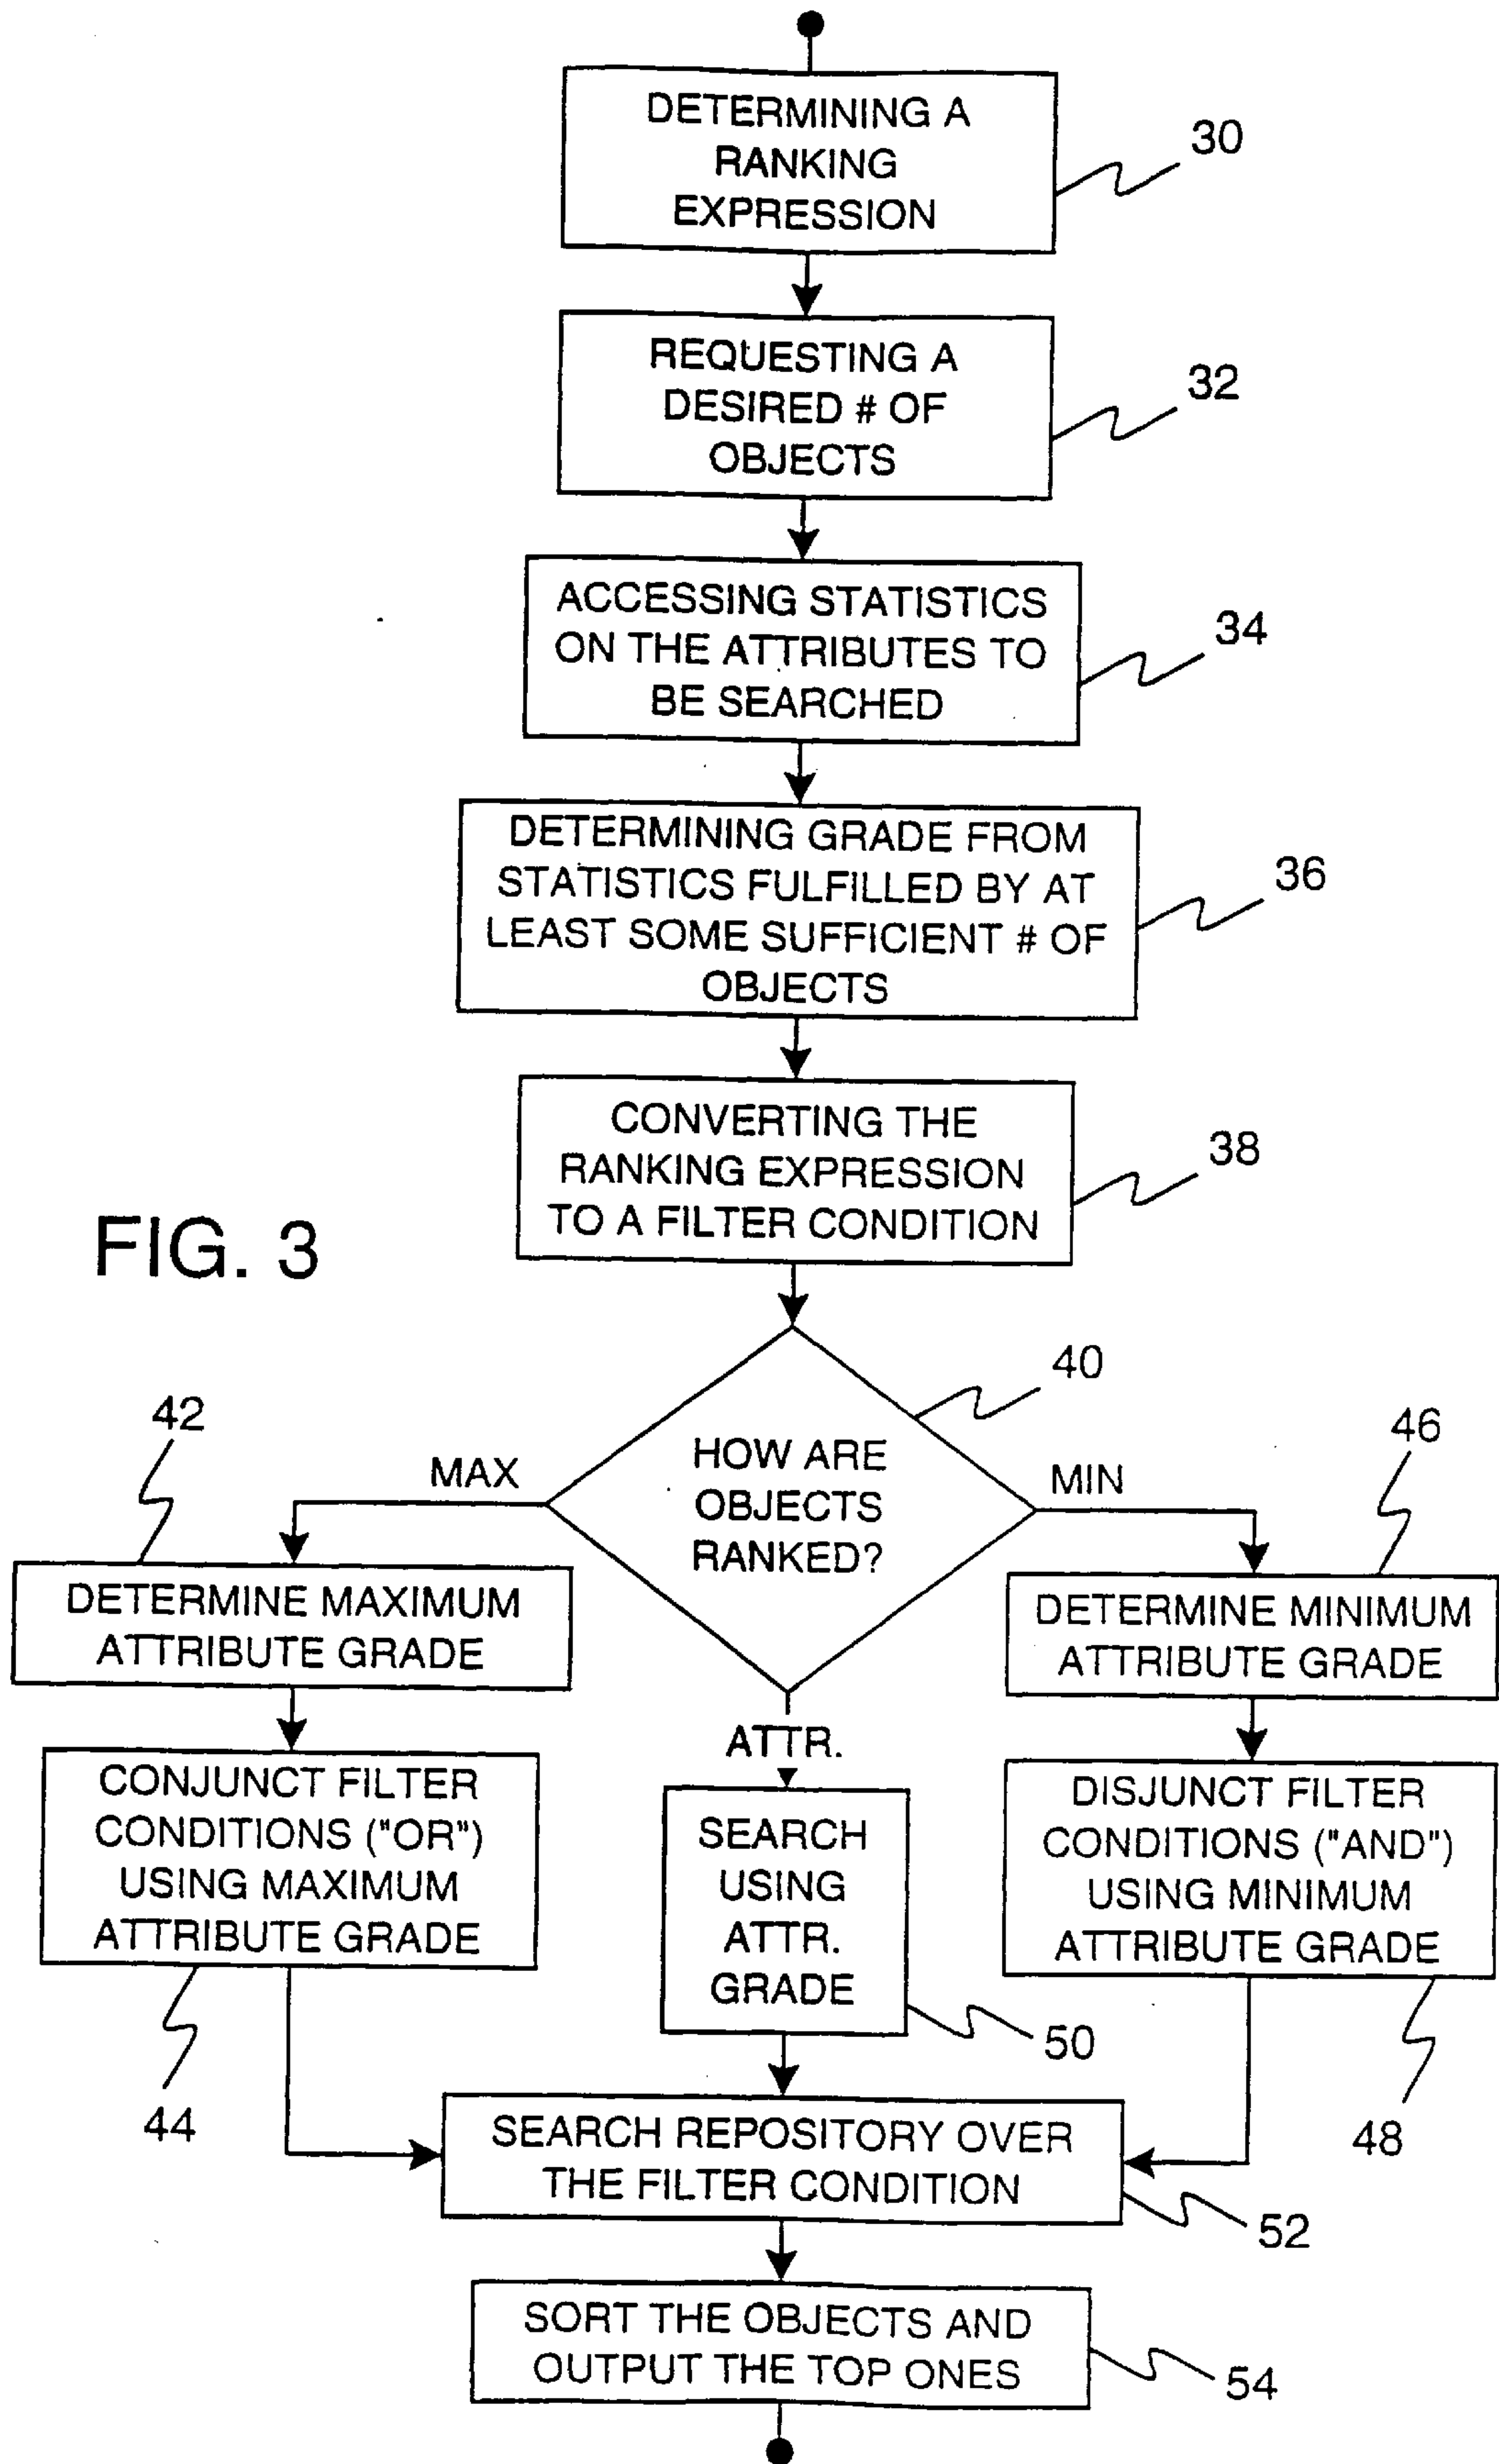 DETERMINING A
RANKING
EXPRESSION
30
REQUESTING A
DESIRED # OF
OBJECTS
32
ACCESSING STATISTICS
ON THE ATTRIBUTES TO
BE SEARCHED
34
DETERMINING GRADE FROM
STATISTICS FULFILLED BY AT
LEAST SOME SUFFICIENT # OF
OBJECTS
36
CONVERTING THE
RANKING EXPRESSION
TO A FILTER CONDITION
38
FIG. 3
HOW ARE
OBJECTS
RANKED?
40
MAX
MIN
ATTR.
42
DETERMINE MAXIMUM
ATTRIBUTE GRADE
46
DETERMINE MINIMUM
ATTRIBUTE GRADE
CONJUNCT FILTER
CONDITIONS ("OR")
USING MAXIMUM
ATTRIBUTE GRADE
44
SEARCH
USING
ATTR.
GRADE
50
DISJUNCT FILTER
CONDITIONS ("AND")
USING MINIMUM
ATTRIBUTE GRADE
48
SEARCH REPOSITORY OVER
THE FILTER CONDITION
52
SORT THE OBJECTS AND
OUTPUT THE TOP ONES
54